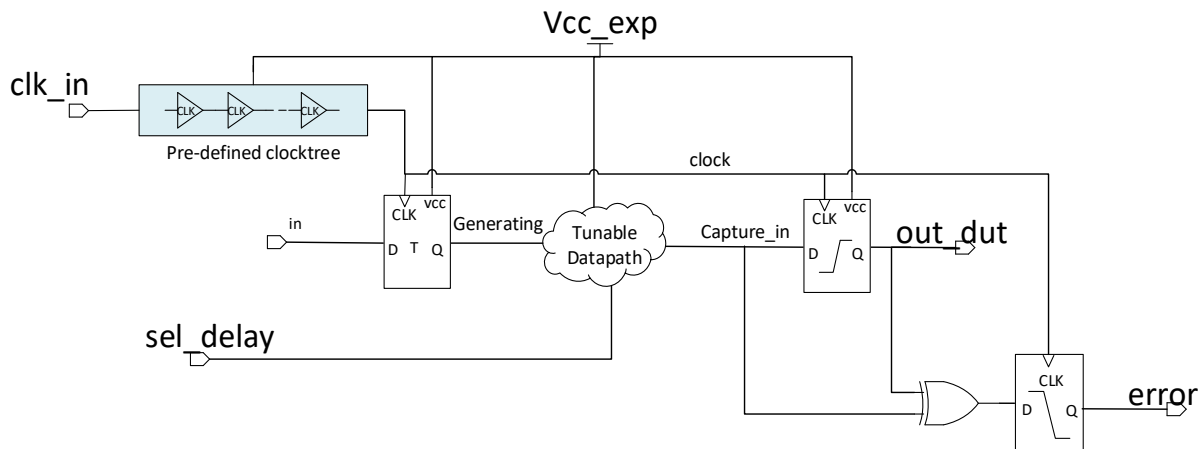 Vcc_exp
clk_in
CLK CLK CLK
Pre-defined clocktree
clock
CLK vcc
in
D T Q
Generating
Tunable
Datapath
Capture_in
CLK vcc
D Q
out_dut
sel_delay
CLK
D Q
error